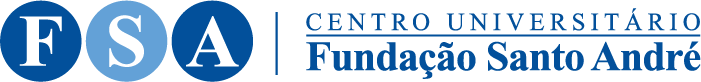 FSA
CENTRO UNIVERSITÁRIO
Fundação Santo André